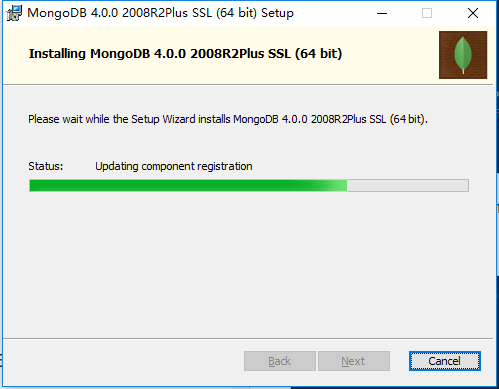 MongoDB 4.0.0 2008R2Plus SSL (64 bit) Setup
Installing MongoDB 4.0.0 2008R2Plus SSL (64 bit)
Please wait while the Setup Wizard installs MongoDB 4.0.0 2008R2Plus SSL (64 bit).
Status: Updating component registration
Back Next Cancel